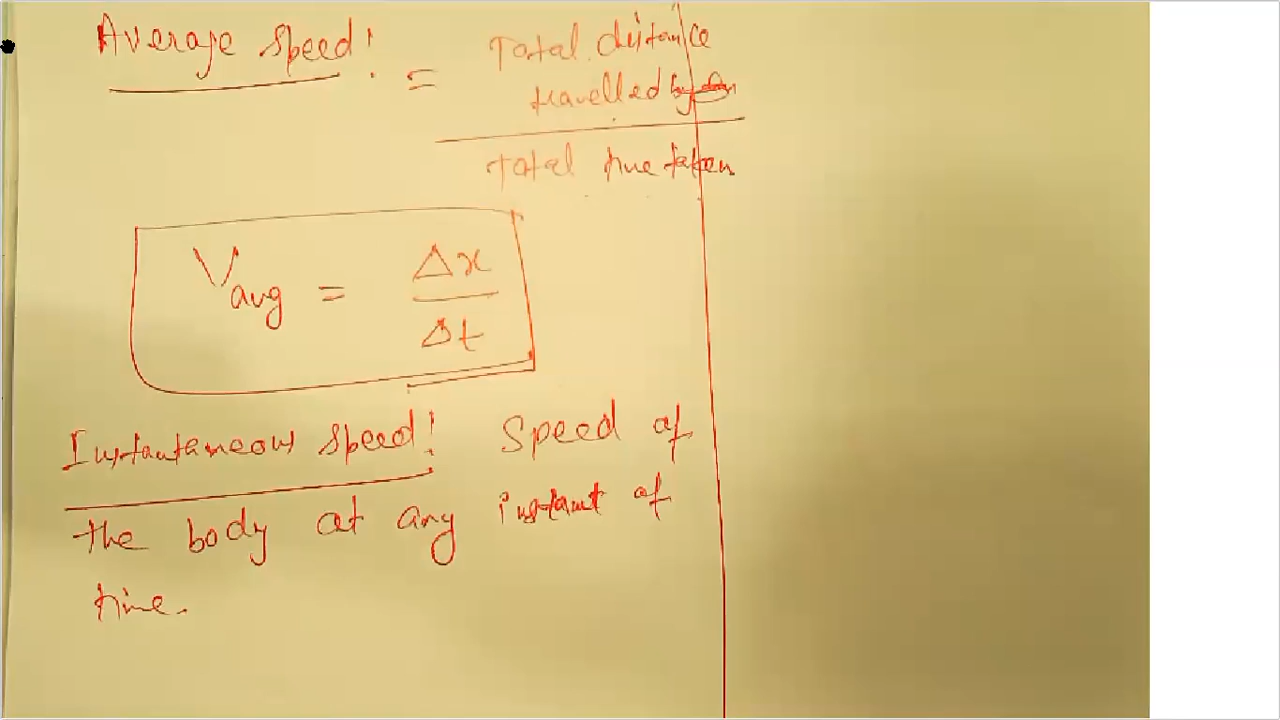 Average speed: = Total distance
travelled by
Total time taken
Vavg = Δx
Δt
Instantaneous speed: Speed of
the body at any instant of
time.